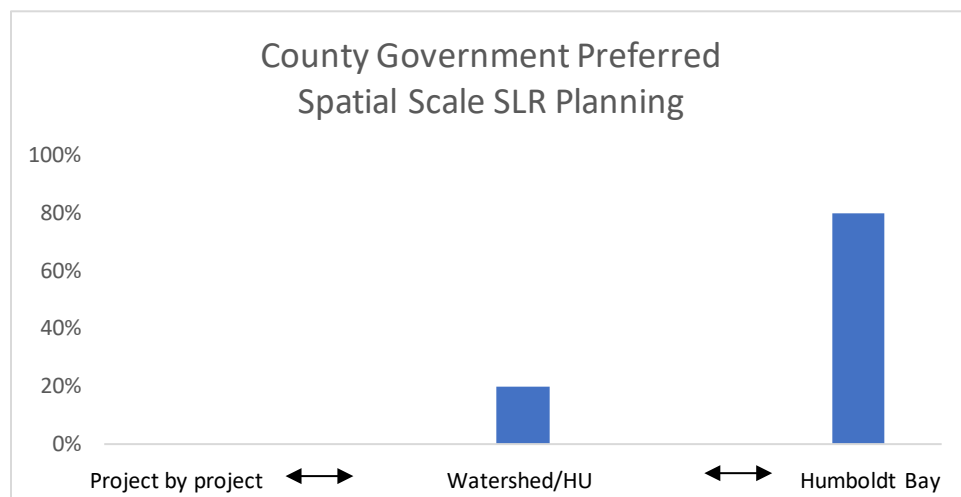 County Government Preferred
Spatial Scale SLR Planning
100%
80%
60%
40%
20%
0%
Project by project
Watershed/HU
Humboldt Bay